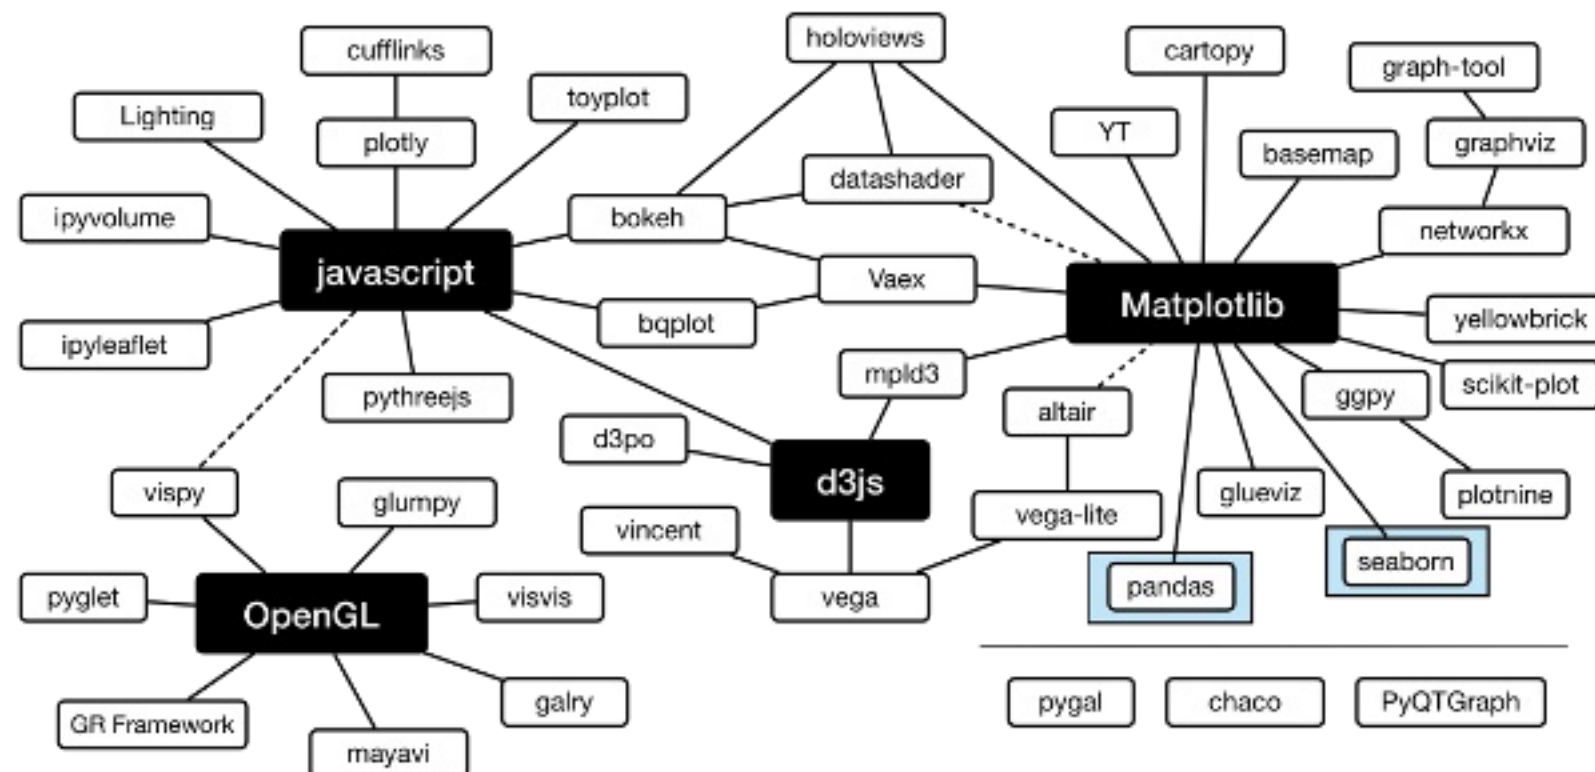 cufflinks
holoviews
cartopy
graph-tool
Lighting
toyplot
plotly
YT
basemap
graphviz
datashader
ipyvolume
bokeh
networkx
javascript
Vaex
Matplotlib
bqplot
yellowbrick
ipyleaflet
mpld3
scikit-plot
pythreejs
ggpy
altair
d3po
d3js
vispy
glumpy
glueviz
plotnine
vincent
vega-lite
seaborn
pandas
pyglet
OpenGL
visvis
vega
GR Framework
galry
pygal
chaco
PyQTGraph
mayavi